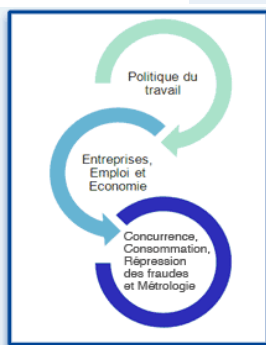 Politique du
travail
Entreprises,
Emploi et
Economie
Concurrence,
Consommation,
Répression
des fraudes
et Métrologie